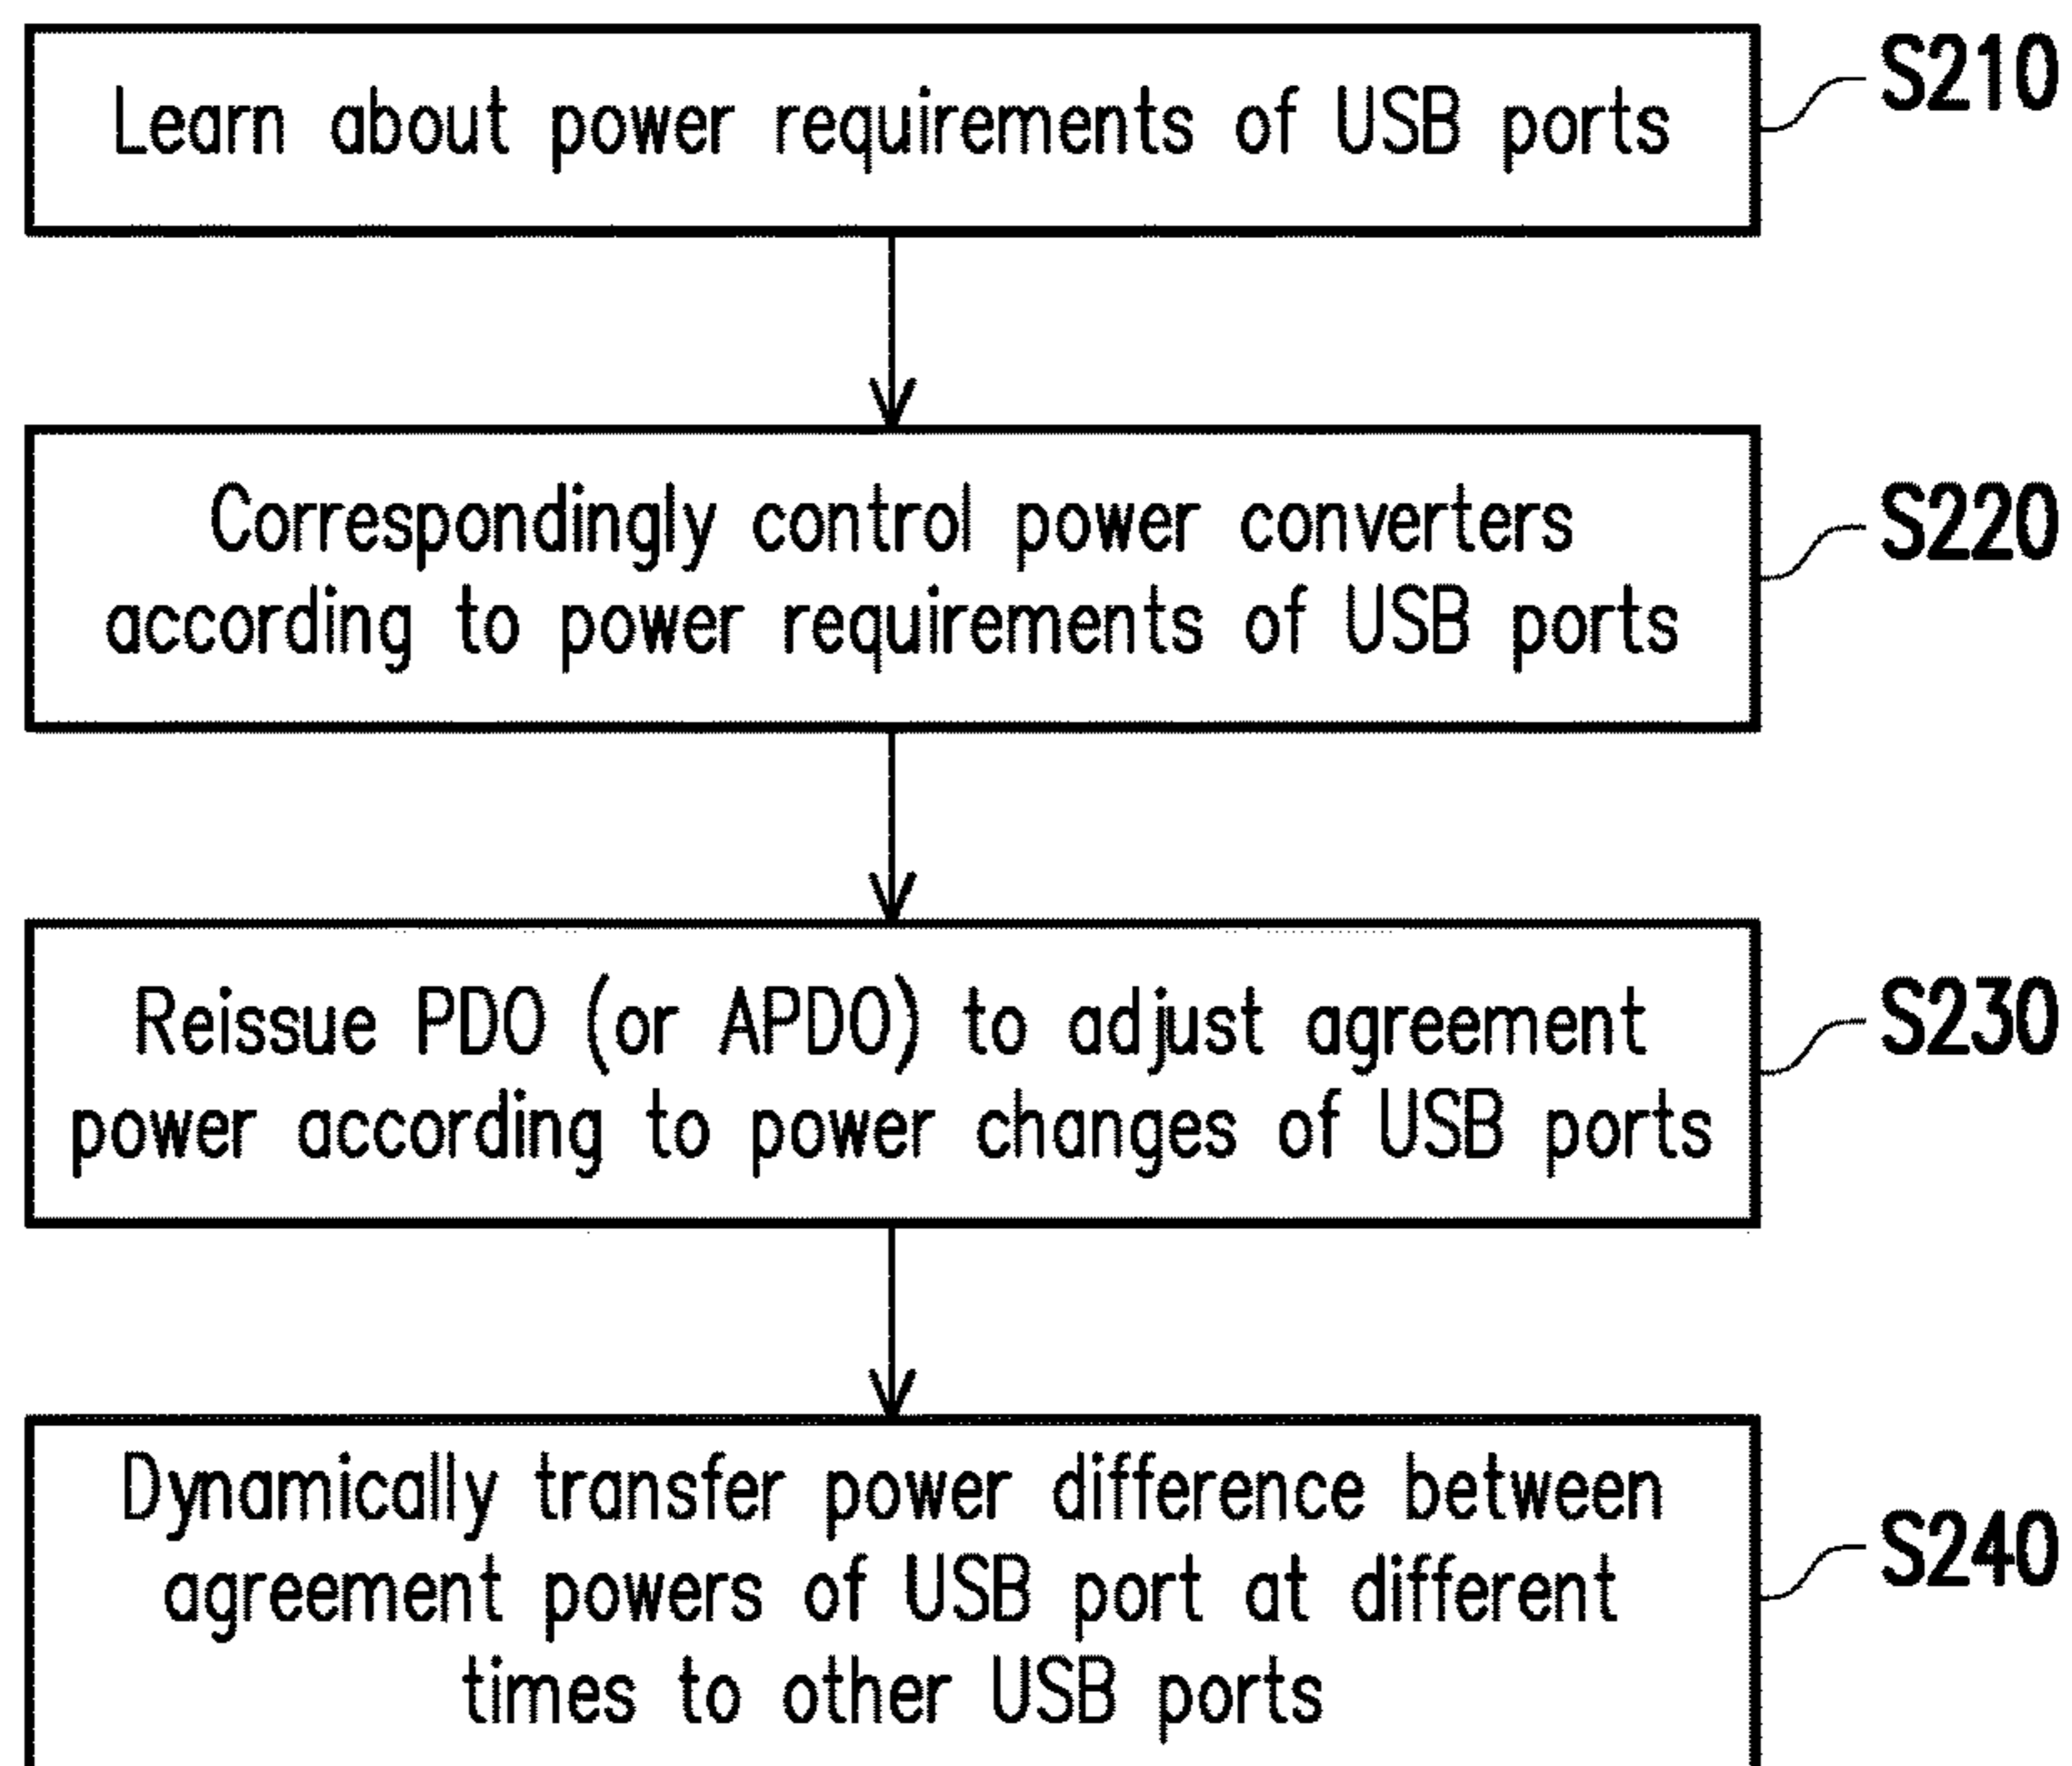 Learn about power requirements of USB ports
S210
Correspondingly control power converters
according to power requirements of USB ports
S220
Reissue PDO (or APDO) to adjust agreement
power according to power changes of USB ports
S230
Dynamically transfer power difference between
agreement powers of USB port at different
times to other USB ports
S240